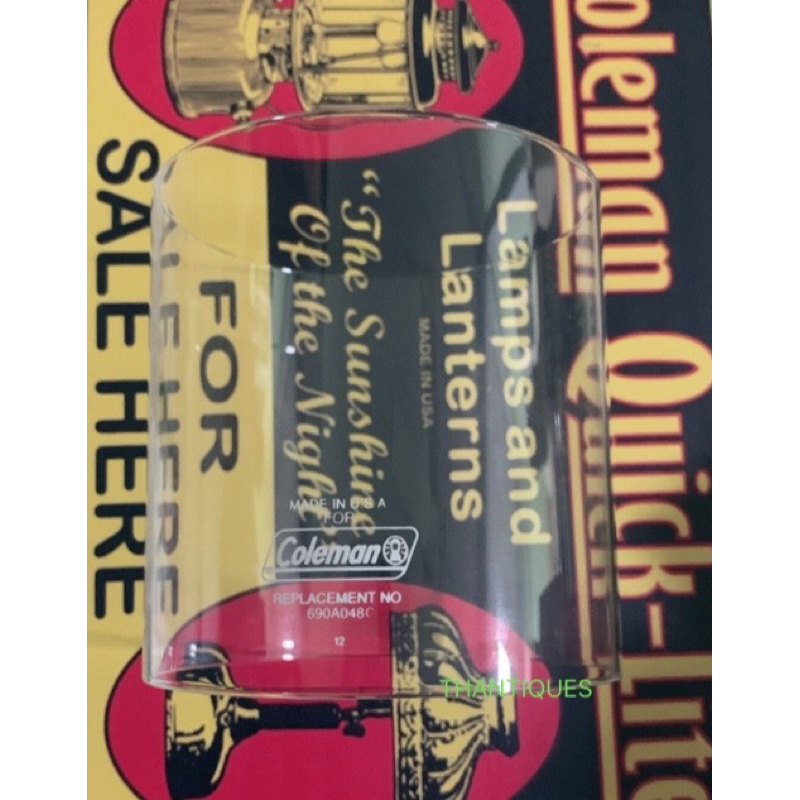 Coleman Quick-Lite
Lamps and
Lanterns
MADE IN USA
"The Sunshine
Of the Night"
FOR
SALE HERE
MADE IN U S A
FOR
Coleman
REPLACEMENT NO
690A048C
12
THANTIQUES